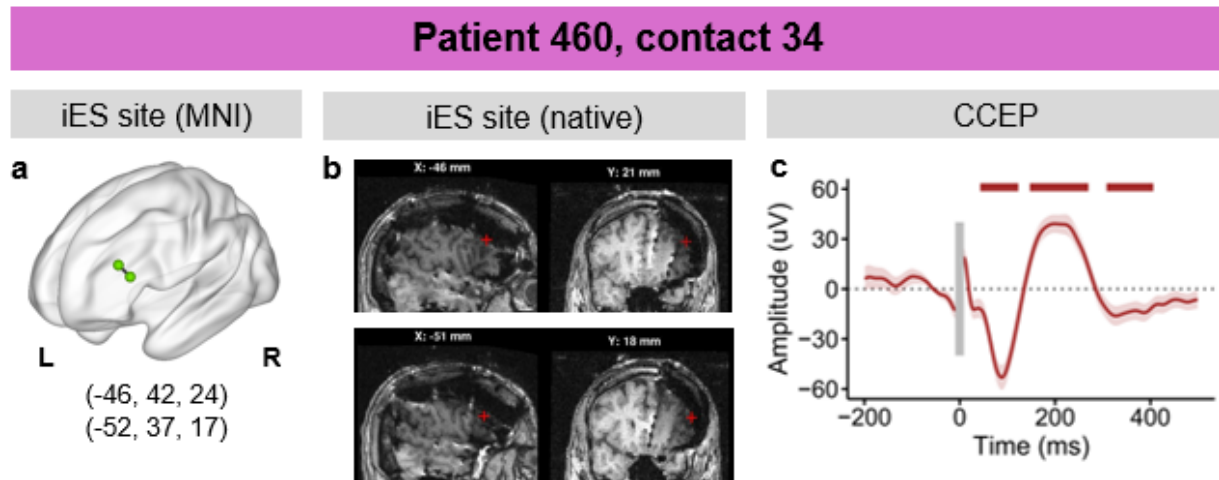 Patient 460, contact 34
iES site (MNI)
iES site (native)
CCEP
a
L
R
(-46, 42, 24)
(-52, 37, 17)
b
X: -46 mm
Y: 21 mm
X: -51 mm
Y: 18 mm
c
Amplitude (uV)
60
30
0
−30
−60
−200
0
200
400
Time (ms)